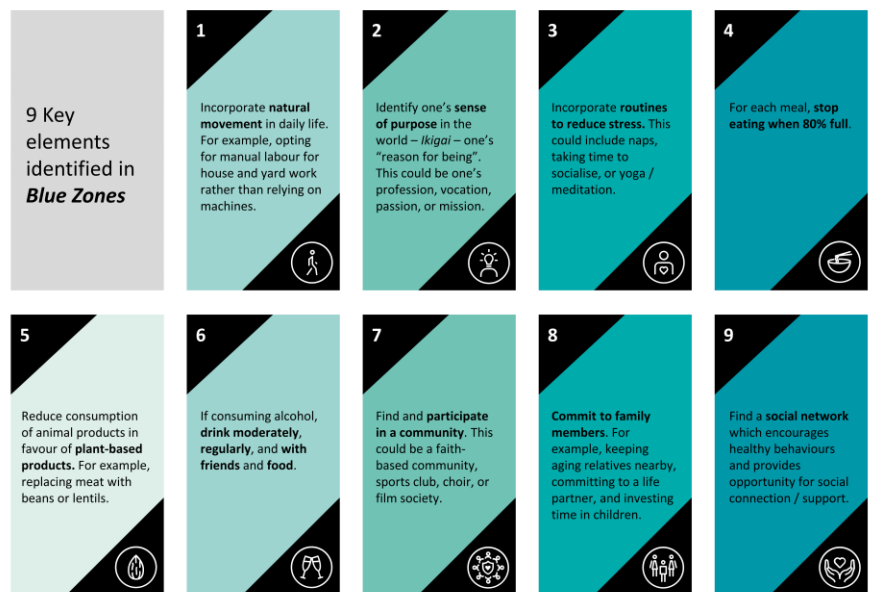 9 Key
elements
identified in
Blue Zones
1
Incorporate natural
movement in daily life.
For example, opting
for manual labour for
house and yard work
rather than relying on
machines.
2
Identify one’s sense
of purpose in the
world – Ikigai – one’s
“reason for being”.
This could be one’s
profession, vocation,
passion, or mission.
3
Incorporate routines
to reduce stress. This
could include naps,
taking time to
socialise, or yoga /
meditation.
4
For each meal, stop
eating when 80% full.
5
Reduce consumption
of animal products in
favour of plant-based
products. For example,
replacing meat with
beans or lentils.
6
If consuming alcohol,
drink moderately,
regularly, and with
friends and food.
7
Find and participate
in a community. This
could be a faith-
based community,
sports club, choir, or
film society.
8
Commit to family
members. For
example, keeping
aging relatives nearby,
committing to a life
partner, and investing
time in children.
9
Find a social network
which encourages
healthy behaviours
and provides
opportunity for social
connection / support.